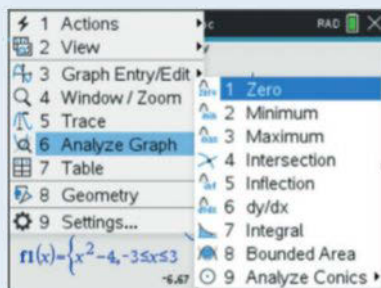 1 Actions
2 View
3 Graph Entry/Edit
4 Window / Zoom
5 Trace
6 Analyze Graph
7 Table
8 Geometry
9 Settings...
RAD
1 Zero
2 Minimum
3 Maximum
4 Intersection
5 Inflection
6 dy/dx
7 Integral
8 Bounded Area
9 Analyze Conics
f1(x)={x²-4,-3≤x≤3
-6.67